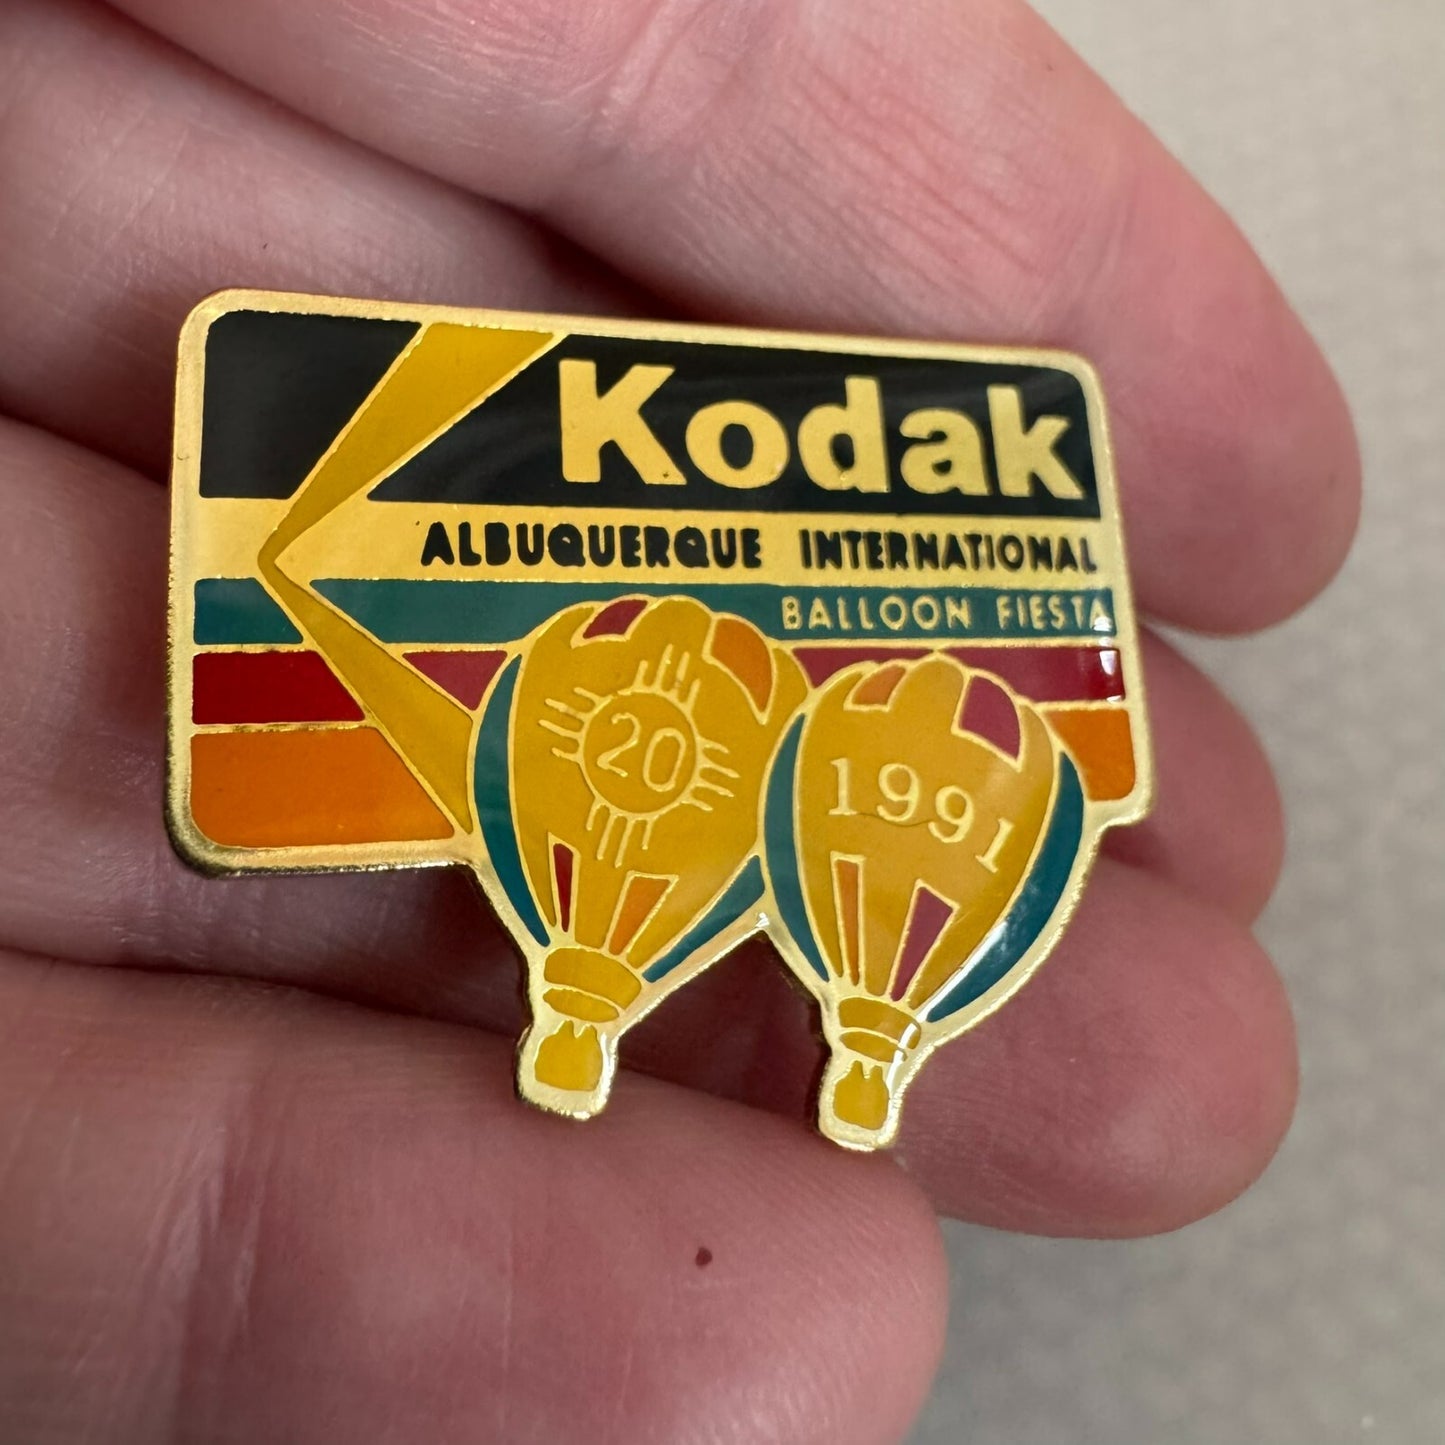 Kodak
ALBUQUERQUE INTERNATIONAL
BALLOON FIESTA
20
1991